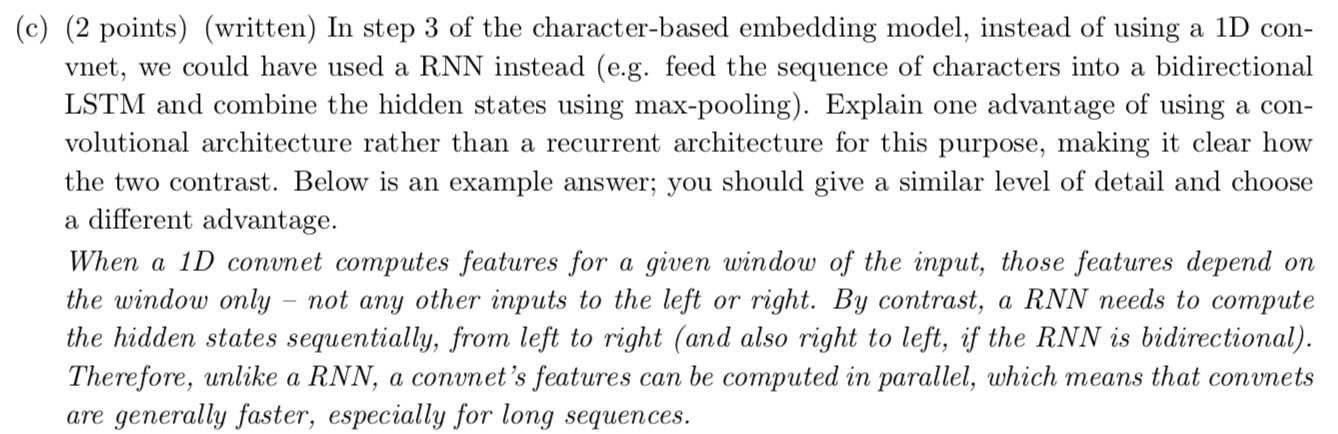 (c) (2 points) (written) In step 3 of the character-based embedding model, instead of using a 1D con-
vnet, we could have used a RNN instead (e.g. feed the sequence of characters into a bidirectional
LSTM and combine the hidden states using max-pooling). Explain one advantage of using a con-
volutional architecture rather than a recurrent architecture for this purpose, making it clear how
the two contrast. Below is an example answer; you should give a similar level of detail and choose
a different advantage.
When a 1D convnet computes features for a given window of the input, those features depend on
the window only – not any other inputs to the left or right. By contrast, a RNN needs to compute
the hidden states sequentially, from left to right (and also right to left, if the RNN is bidirectional).
Therefore, unlike a RNN, a convnet's features can be computed in parallel, which means that convnets
are generally faster, especially for long sequences.